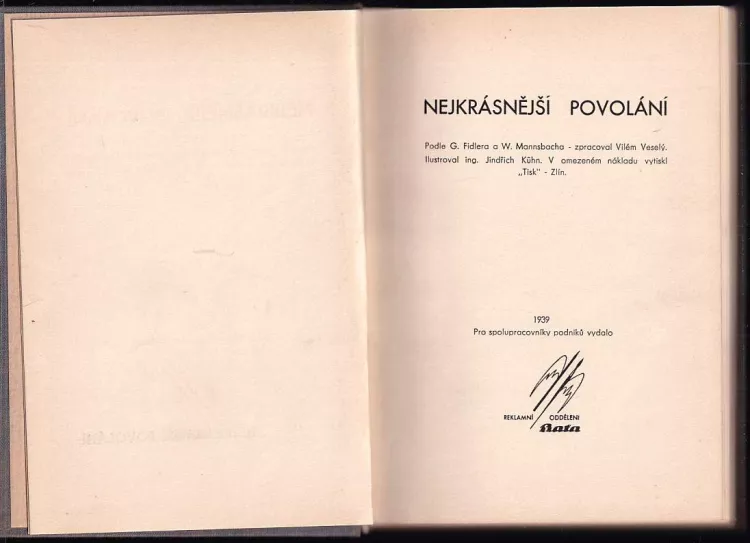 NEJKRÁSNĚJŠÍ POVOLÁNÍ
Podle G. Fidlera a W. Mannsbacha - zpracoval Vilém Veselý.
Ilustroval ing. Jindřich Kühn. V omezeném nákladu vytiskl
„Tisk" - Zlín.
1939
Pro spolupracovníky podniků vydalo
REKLAMNÍ ODDĚLENÍ
Baťa